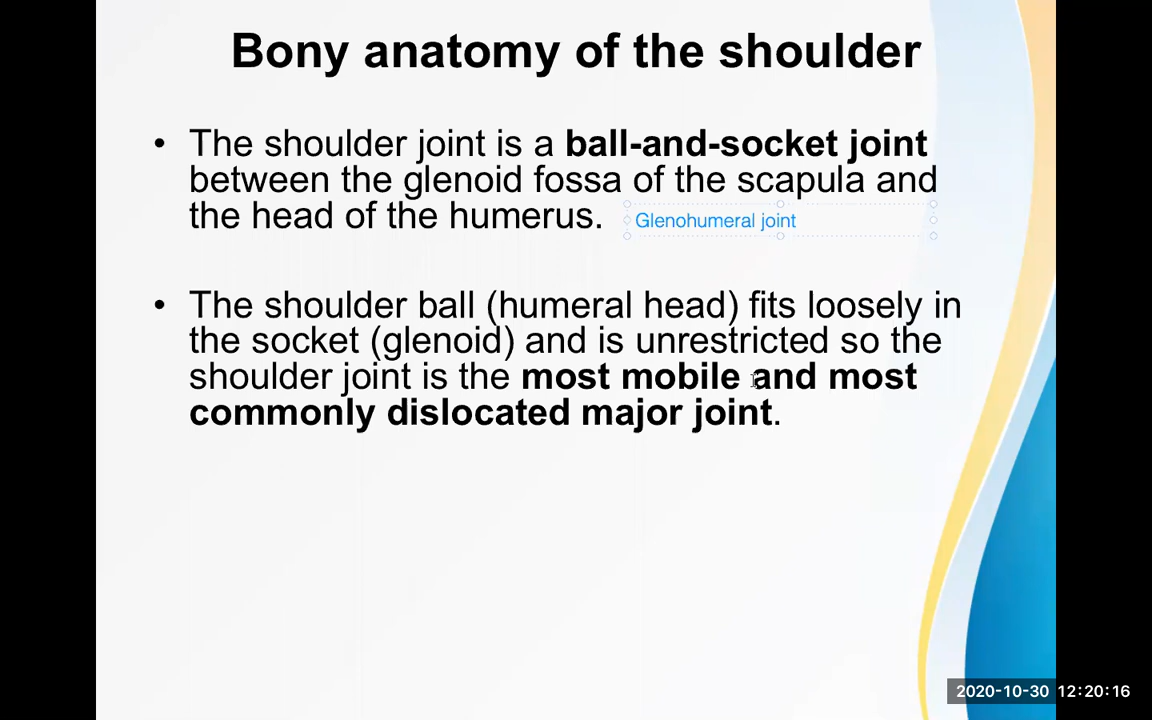 Bony anatomy of the shoulder
• The shoulder joint is a ball-and-socket joint
between the glenoid fossa of the scapula and
the head of the humerus. Glenohumeral joint
• The shoulder ball (humeral head) fits loosely in
the socket (glenoid) and is unrestricted so the
shoulder joint is the most mobile and most
commonly dislocated major joint.
2020-10-30 12:20:16